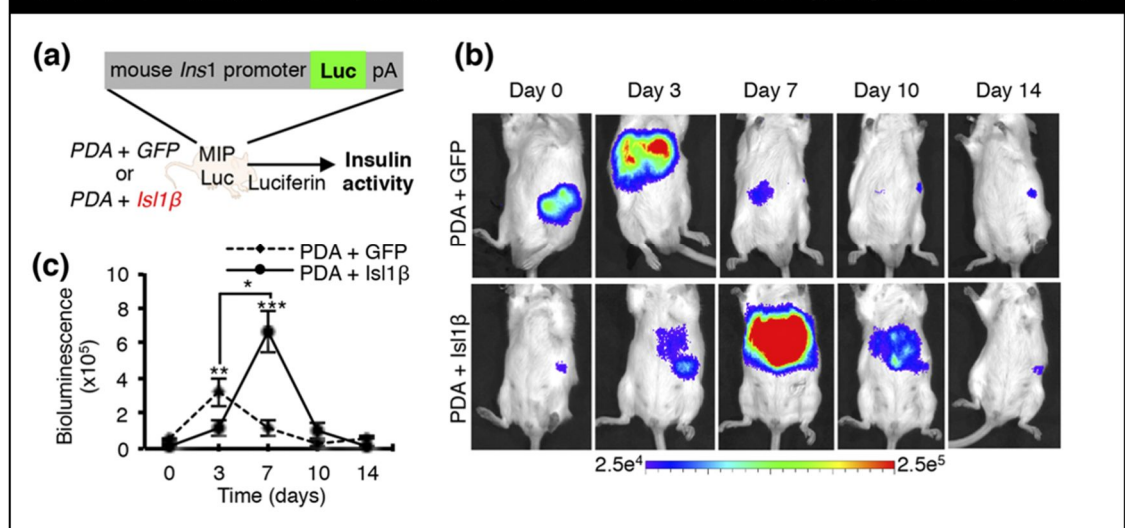 (a)
mouse Ins1 promoter Luc pA
PDA + GFP
or
PDA + Isl1β
MIP
Luc
Luciferin
Insulin
activity
(b)
Day 0 Day 3 Day 7 Day 10 Day 14
PDA + GFP
PDA + Isl1β
2.5e⁴ 2.5e⁵
(c)
PDA + GFP
PDA + Isl1β
Bioluminescence
(x10⁵)
10
8
6
4
2
0
*
***
**
0 3 7 10 14
Time (days)